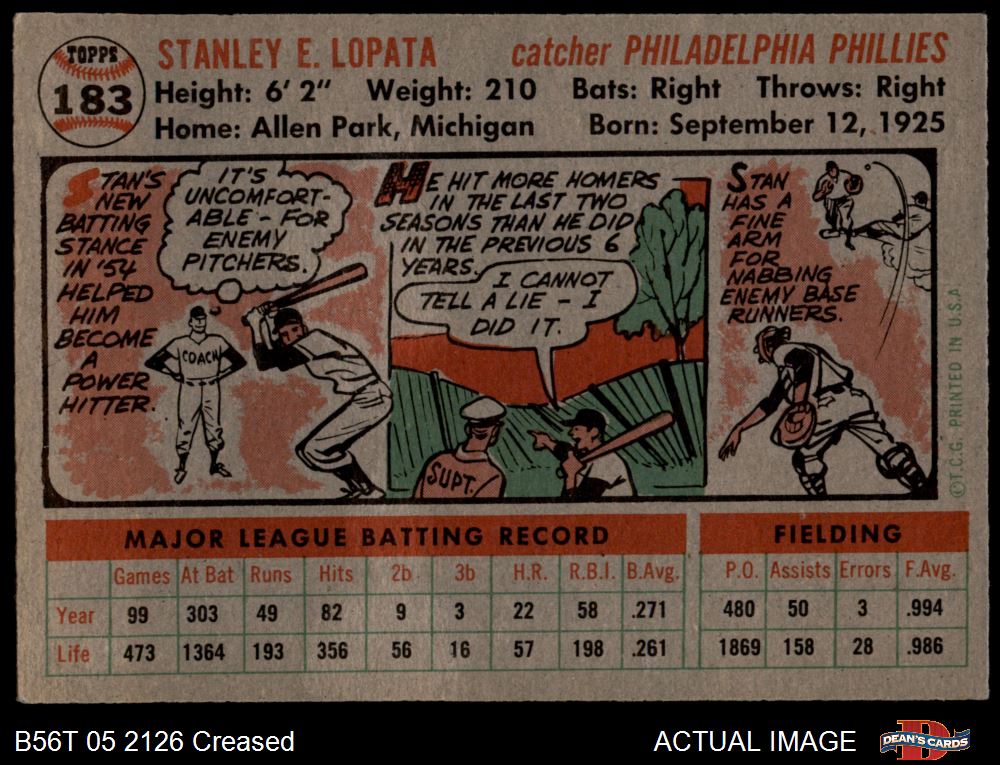 TOPPS
183
STANLEY E. LOPATA catcher PHILADELPHIA PHILLIES
Height: 6' 2" Weight: 210 Bats: Right Throws: Right
Home: Allen Park, Michigan Born: September 12, 1925
STAN'S
NEW
BATTING
STANCE
IN '54
HELPED
HIM
BECOME
A
POWER
HITTER.
IT'S
UNCOMFORT-
ABLE - FOR
ENEMY
PITCHERS.
COACH
HE HIT MORE HOMERS
IN THE LAST TWO
SEASONS THAN HE DID
IN THE PREVIOUS 6
YEARS.
I CANNOT
TELL A LIE - I
DID IT.
SUPT.
STAN
HAS A
FINE
ARM
FOR
NABBING
ENEMY BASE
RUNNERS.
©T.C.G. PRINTED IN U.S.A
MAJOR LEAGUE BATTING RECORD FIELDING
Games At Bat Runs Hits 2b 3b H.R. R.B.I. B.Avg. P.O. Assists Errors F.Avg.
Year 99 303 49 82 9 3 22 58 .271 480 50 3 .994
Life 473 1364 193 356 56 16 57 198 .261 1869 158 28 .986
B56T 05 2126 Creased ACTUAL IMAGE
D
DEAN'S CARDS